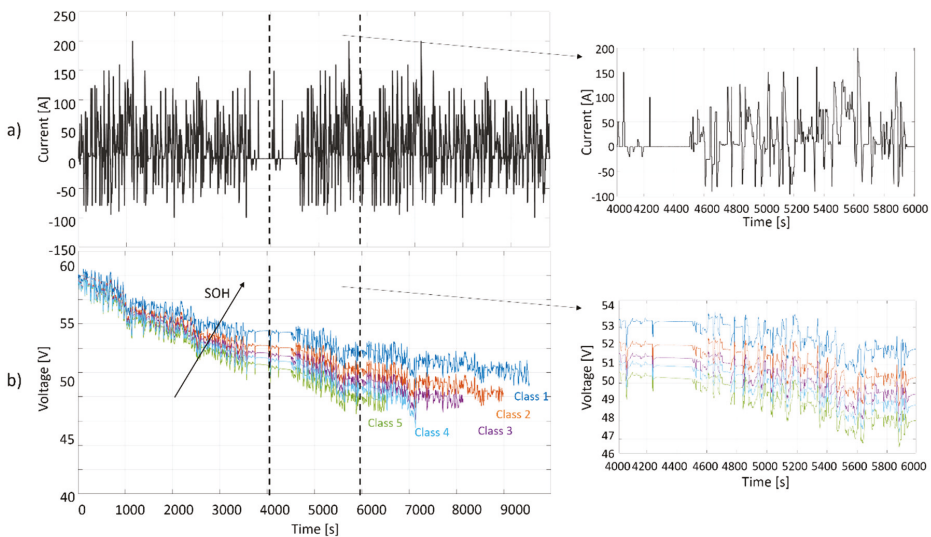 a)
Current [A]
250
200
150
100
50
0
-50
-100
-150
Current [A]
200
150
100
50
0
-50
-100
4000 4200 4400 4600 4800 5000 5200 5400 5600 5800 6000
Time [s]
b)
Voltage [V]
60
55
50
45
40
SOH
Class 1
Class 2
Class 3
Class 4
Class 5
0 1000 2000 3000 4000 5000 6000 7000 8000 9000
Time [s]
Voltage [V]
54
53
52
51
50
49
48
47
46
4000 4200 4400 4600 4800 5000 5200 5400 5600 5800 6000
Time [s]